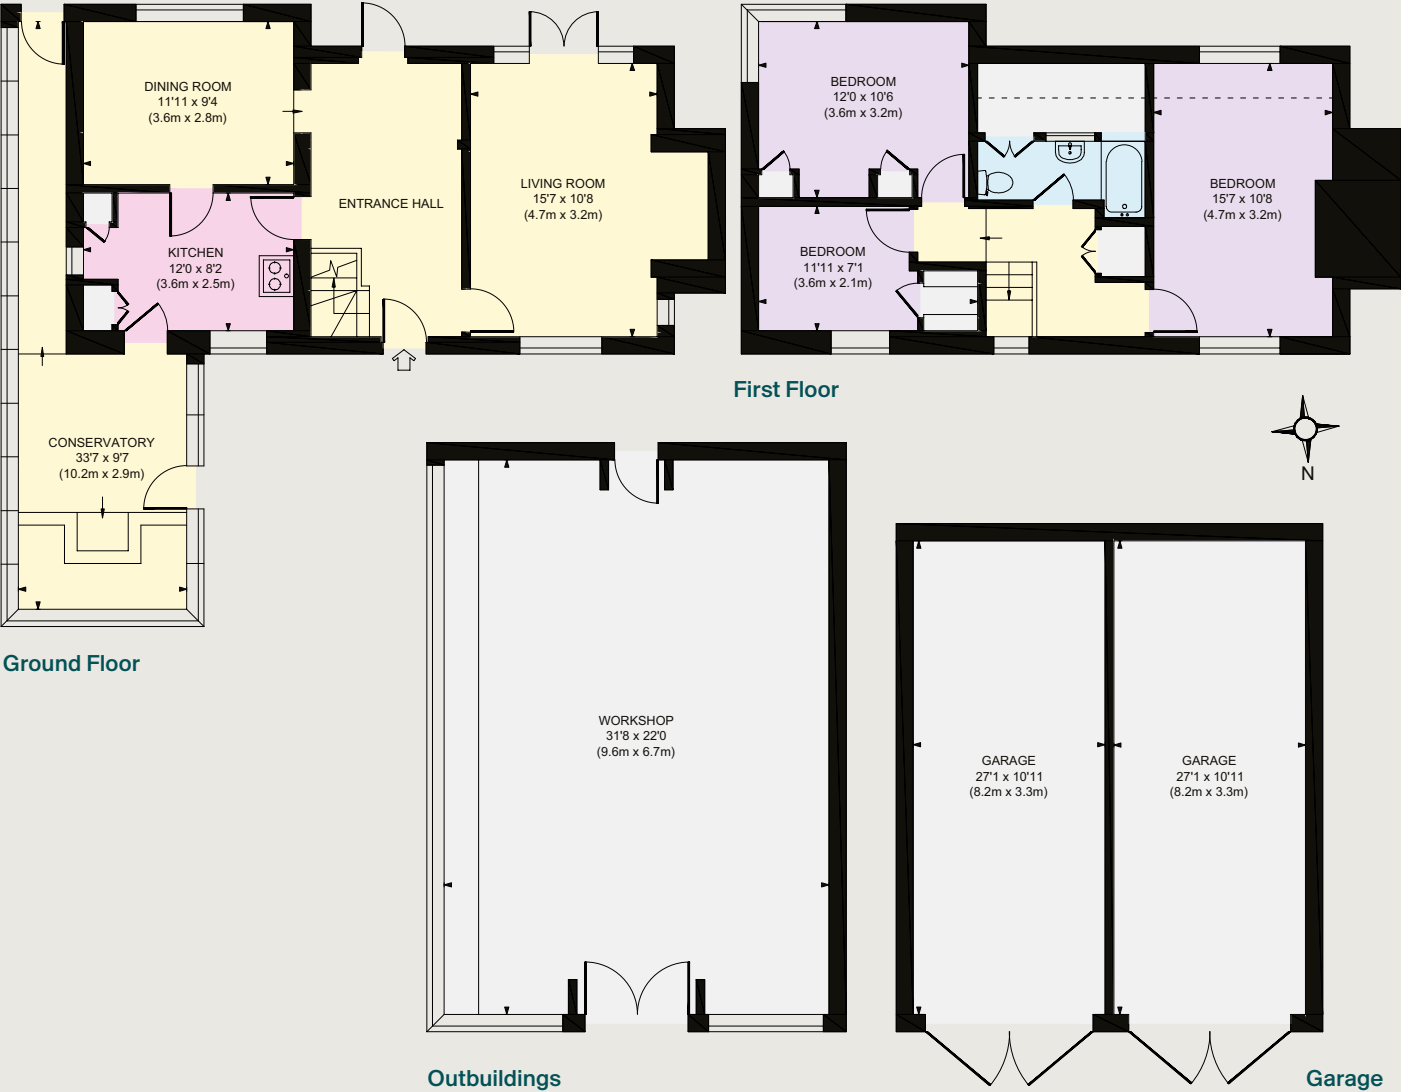 DINING ROOM
11'11 x 9'4
(3.6m x 2.8m)
KITCHEN
12'0 x 8'2
(3.6m x 2.5m)
ENTRANCE HALL
LIVING ROOM
15'7 x 10'8
(4.7m x 3.2m)
CONSERVATORY
33'7 x 9'7
(10.2m x 2.9m)
Ground Floor
BEDROOM
12'0 x 10'6
(3.6m x 3.2m)
BEDROOM
11'11 x 7'1
(3.6m x 2.1m)
BEDROOM
15'7 x 10'8
(4.7m x 3.2m)
First Floor
N
WORKSHOP
31'8 x 22'0
(9.6m x 6.7m)
Outbuildings
GARAGE
27'1 x 10'11
(8.2m x 3.3m)
GARAGE
27'1 x 10'11
(8.2m x 3.3m)
Garage